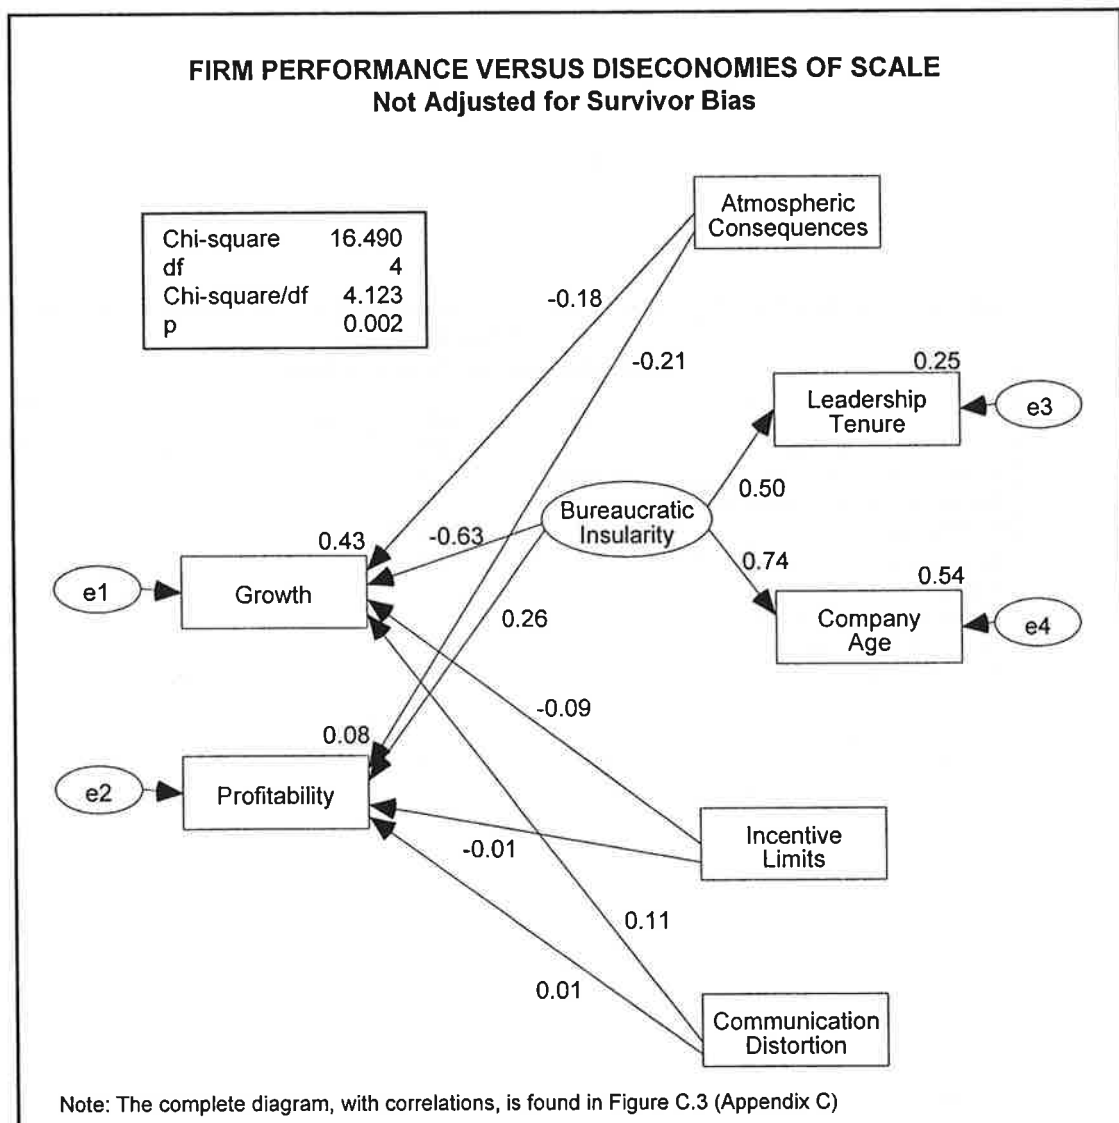 FIRM PERFORMANCE VERSUS DISECONOMIES OF SCALE
Not Adjusted for Survivor Bias
Atmospheric
Consequences
Chi-square 16.490
df 4
Chi-square/df 4.123
p 0.002
-0.18
-0.21
0.25
Leadership
Tenure
e3
0.50
Bureaucratic
Insularity
-0.63
0.43
0.74
0.54
e1
Growth
0.26
Company
Age
e4
-0.09
0.08
e2
Profitability
-0.01
Incentive
Limits
0.11
0.01
Communication
Distortion
Note: The complete diagram, with correlations, is found in Figure C.3 (Appendix C)